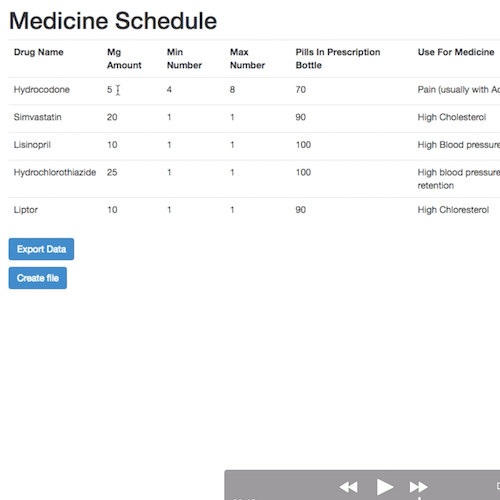 Medicine Schedule
Drug Name Mg Amount Min Number Max Number Pills In Prescription Bottle Use For Medicine
Hydrocodone 5 4 8 70 Pain (usually with
Simvastatin 20 1 1 90 High Cholesterol
Lisinopril 10 1 1 100 High Blood pressure
Hydrochlorothiazide 25 1 1 100 High blood pressure
retention
Liptor 10 1 1 90 High Chloresterol
Export Data
Create file